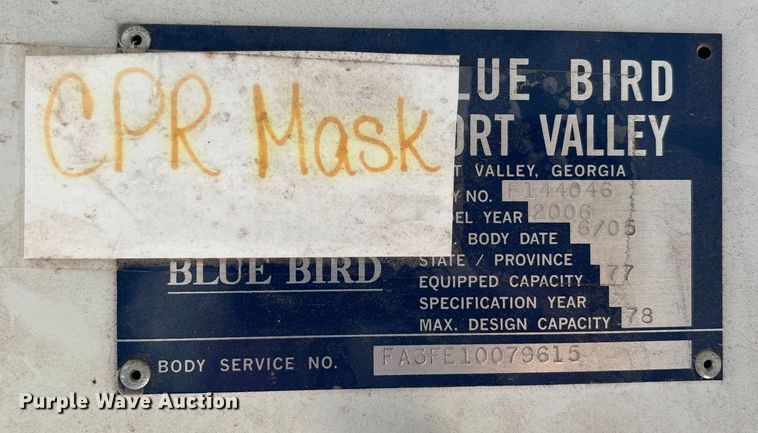 CPR Mask
LUE BIRD
ORT VALLEY
T VALLEY, GEORGIA
Y NO. F144046
EL YEAR 2006
. BODY DATE 6/05
STATE / PROVINCE
BLUE BIRD
EQUIPPED CAPACITY 77
SPECIFICATION YEAR
MAX. DESIGN CAPACITY 78
BODY SERVICE NO. FA3FE10079615
Purple Wave Auction